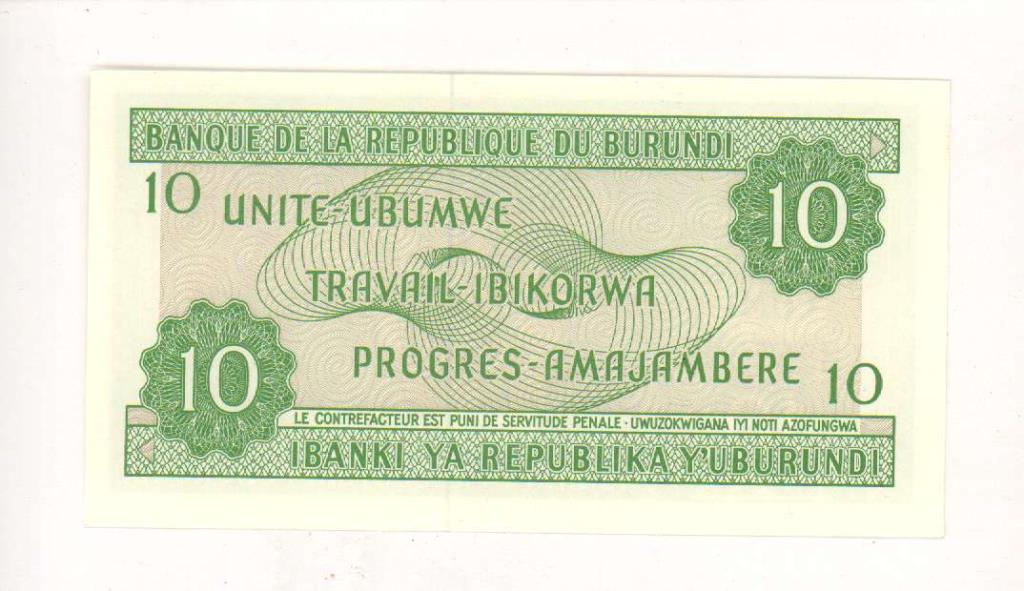 BANQUE DE LA REPUBLIQUE DU BURUNDI
10
10
UNITE-UBUMWE
TRAVAIL-IBIKORWA
PROGRES-AMAJAMBERE
10
10
LE CONTREFACTEUR EST PUNI DE SERVITUDE PENALE · UWUZOKWIGANA IYI NOTI AZOFUNGWA
IBANKI YA REPUBLIKA Y'UBURUNDI